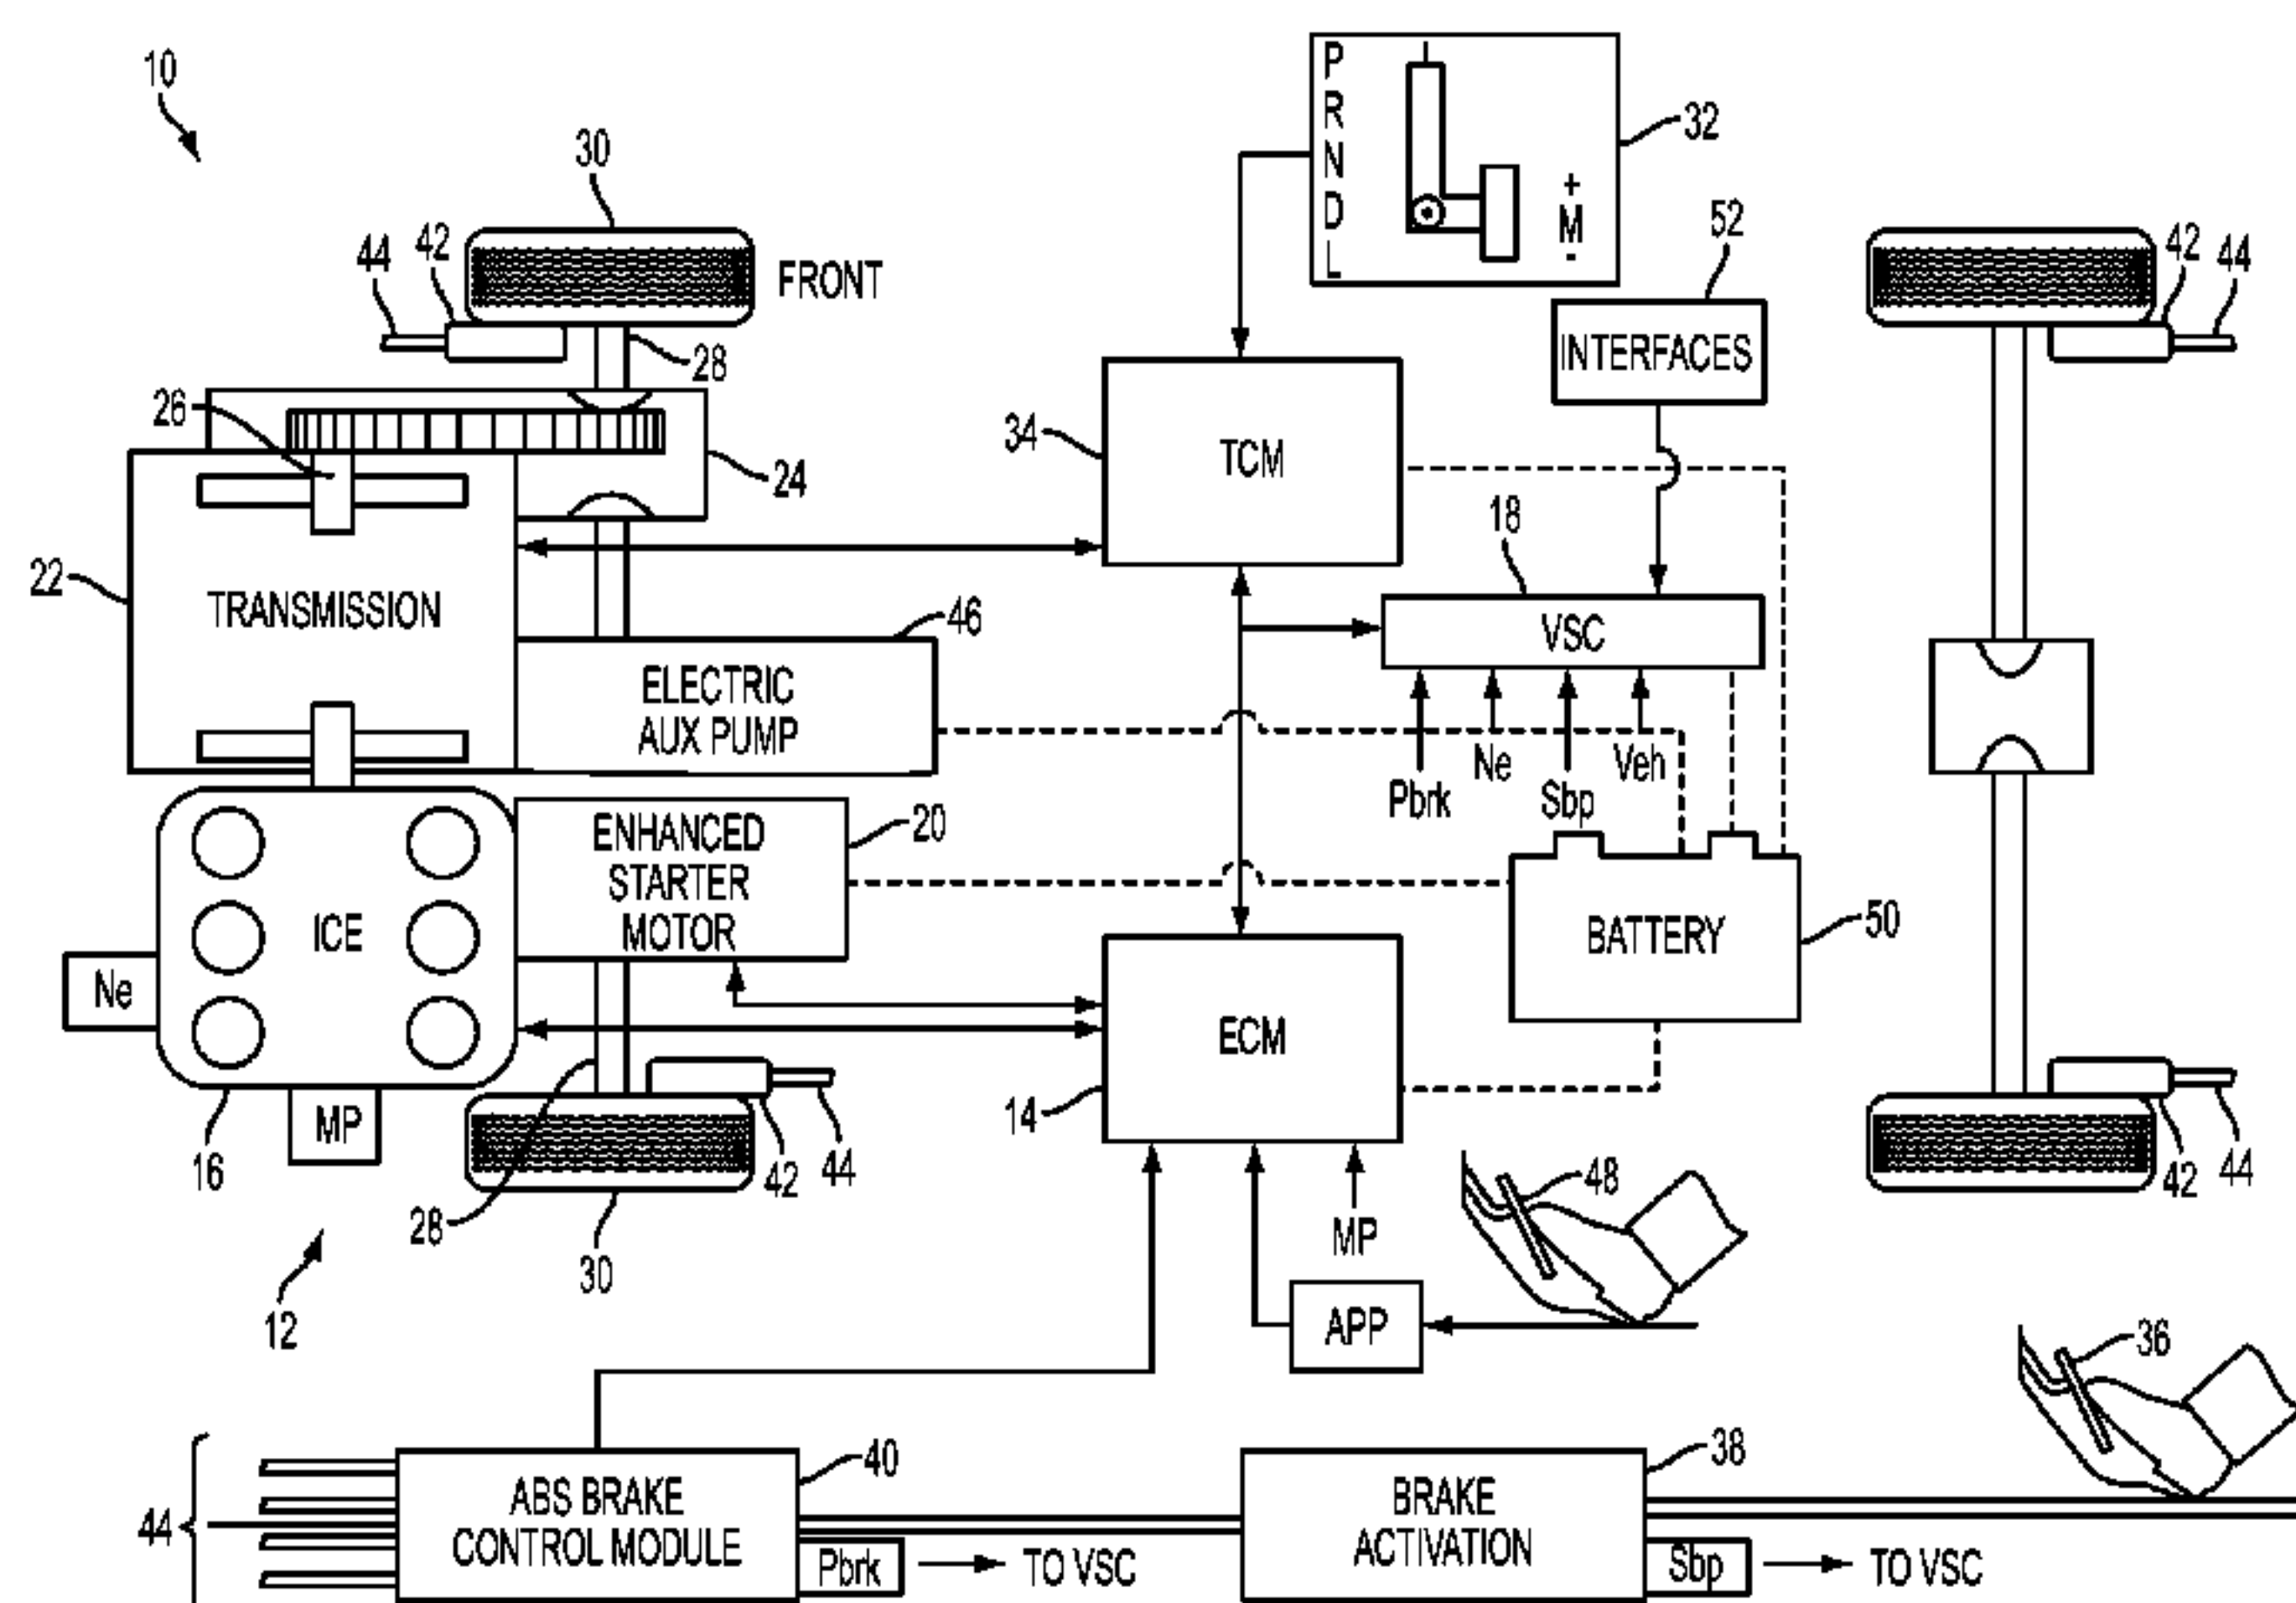 10
30
FRONT
42
44
28
26
24
22
TRANSMISSION
46
ELECTRIC
AUX PUMP
ENHANCED
STARTER
MOTOR
20
ICE
Ne
MP
16
28
30
42
44
12
P
R
N
D
L
+
M
-
32
52
INTERFACES
34
TCM
18
VSC
Pbrk
Ne
Sbp
Veh
BATTERY
50
ECM
14
MP
APP
48
42
44
42
44
36
44
ABS BRAKE
CONTROL MODULE
40
Pbrk
TO VSC
BRAKE
ACTIVATION
38
Sbp
TO VSC